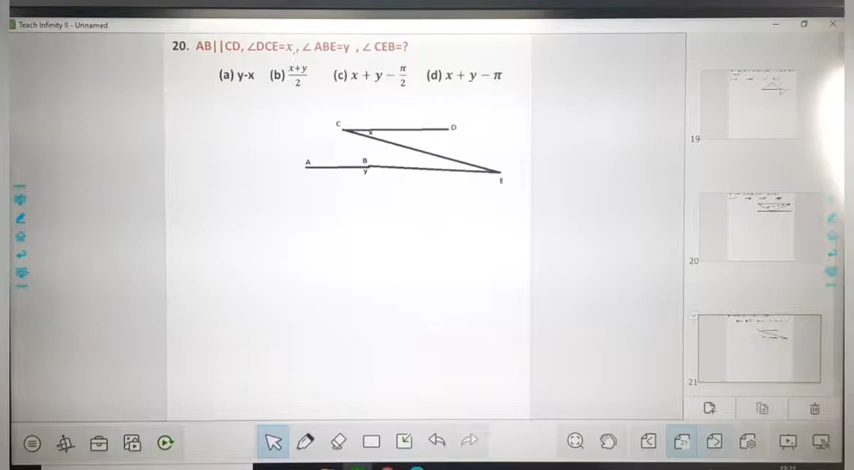 Teach Infinity II - Unnamed
20. AB||CD, ∠DCE=x, ∠ ABE=y , ∠ CEB=?
(a) y-x (b) x+y/2 (c) x + y − π/2 (d) x + y − π
C
x
D
A
B
y
E
19
20
21